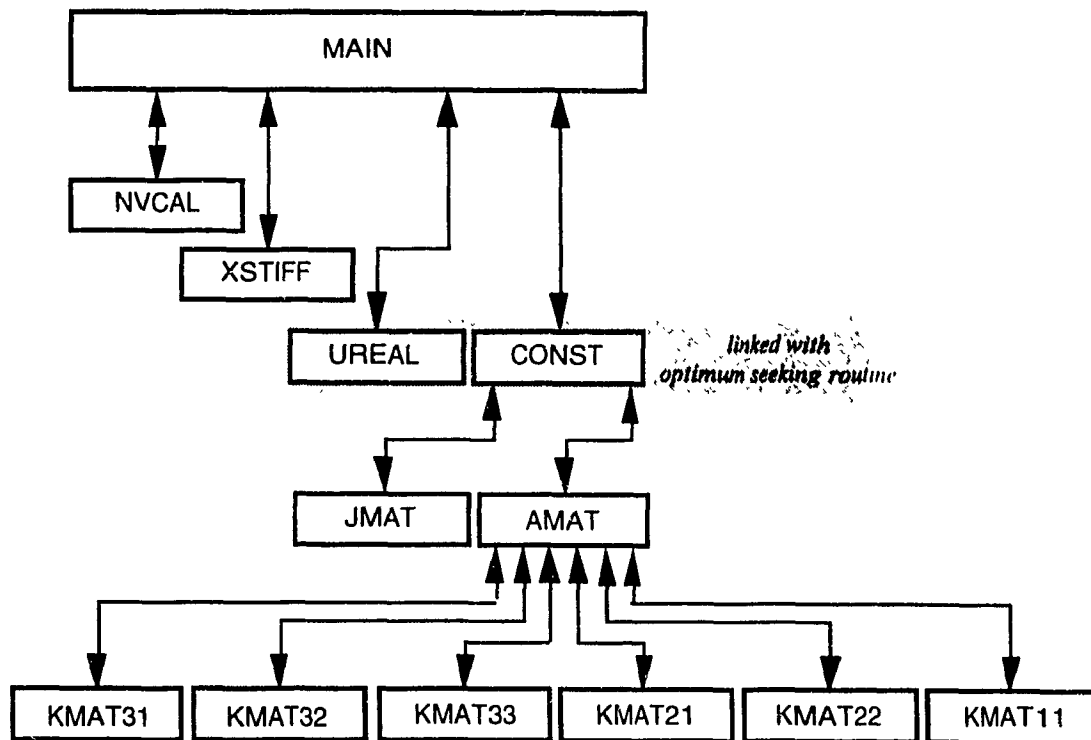 MAIN
NVCAL
XSTIFF
UREAL
CONST
linked with
optimum seeking routine
JMAT
AMAT
KMAT31
KMAT32
KMAT33
KMAT21
KMAT22
KMAT11